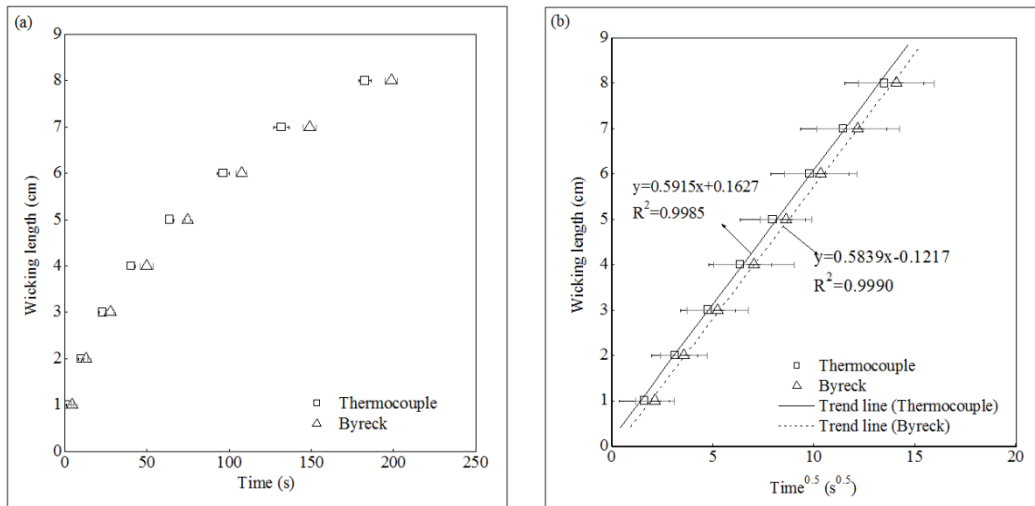 (a)
9
8
7
6
5
4
3
2
1
0
Wicking length (cm)
0 50 100 150 200 250
Time (s)
Thermocouple
Byreck
(b)
9
8
7
6
5
4
3
2
1
0
Wicking length (cm)
y=0.5915x+0.1627
R²=0.9985
y=0.5839x-0.1217
R²=0.9990
Thermocouple
Byreck
Trend line (Thermocouple)
Trend line (Byreck)
0 5 10 15 20
Time^0.5 (s^0.5)